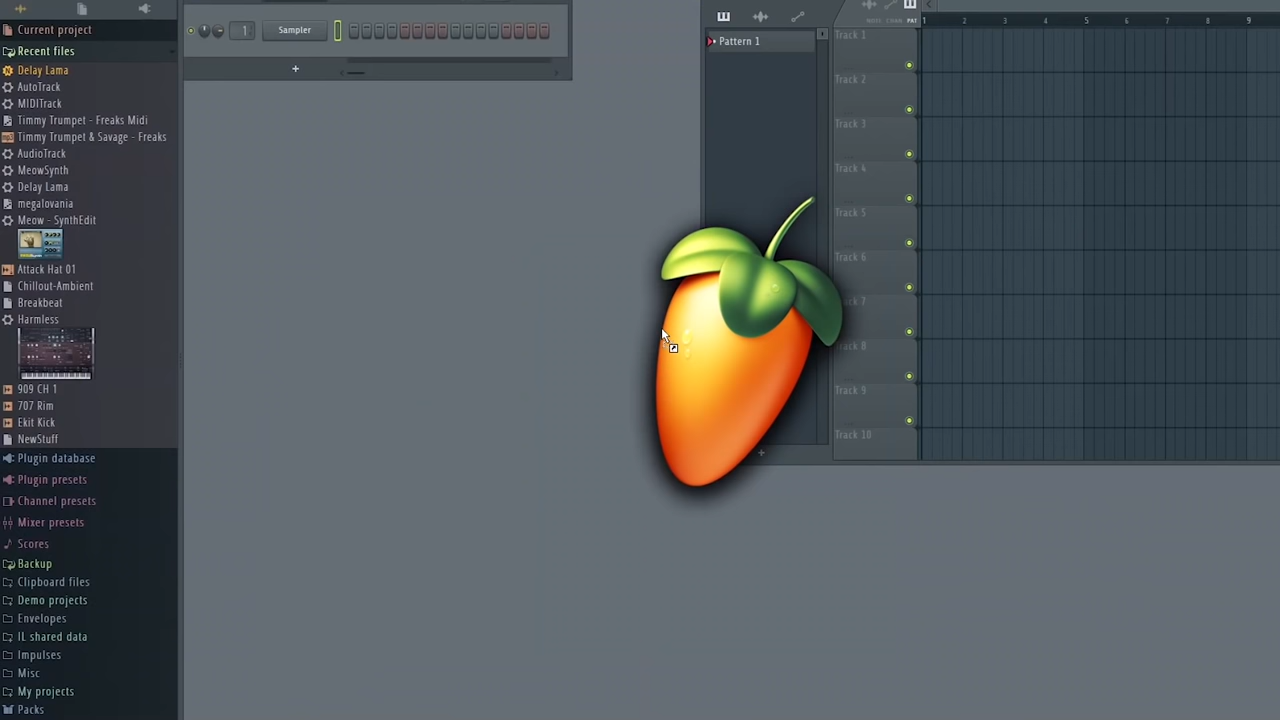 Current project
Recent files
Delay Lama
AutoTrack
MIDITrack
Timmy Trumpet - Freaks Midi
Timmy Trumpet & Savage - Freaks
AudioTrack
MeowSynth
Delay Lama
megalovania
Meow - SynthEdit
Attack Hat 01
Chillout-Ambient
Breakbeat
Harmless
909 CH 1
707 Rim
Ekit Kick
NewStuff
Plugin database
Plugin presets
Channel presets
Mixer presets
Scores
Backup
Clipboard files
Demo projects
Envelopes
IL shared data
Impulses
Misc
My projects
Packs
1
Sampler
Pattern 1
PAT
1 2 3 4 5 6 7 8 9
Track 1
Track 2
Track 3
Track 4
Track 5
Track 6
7
8
Track 9
Track 10